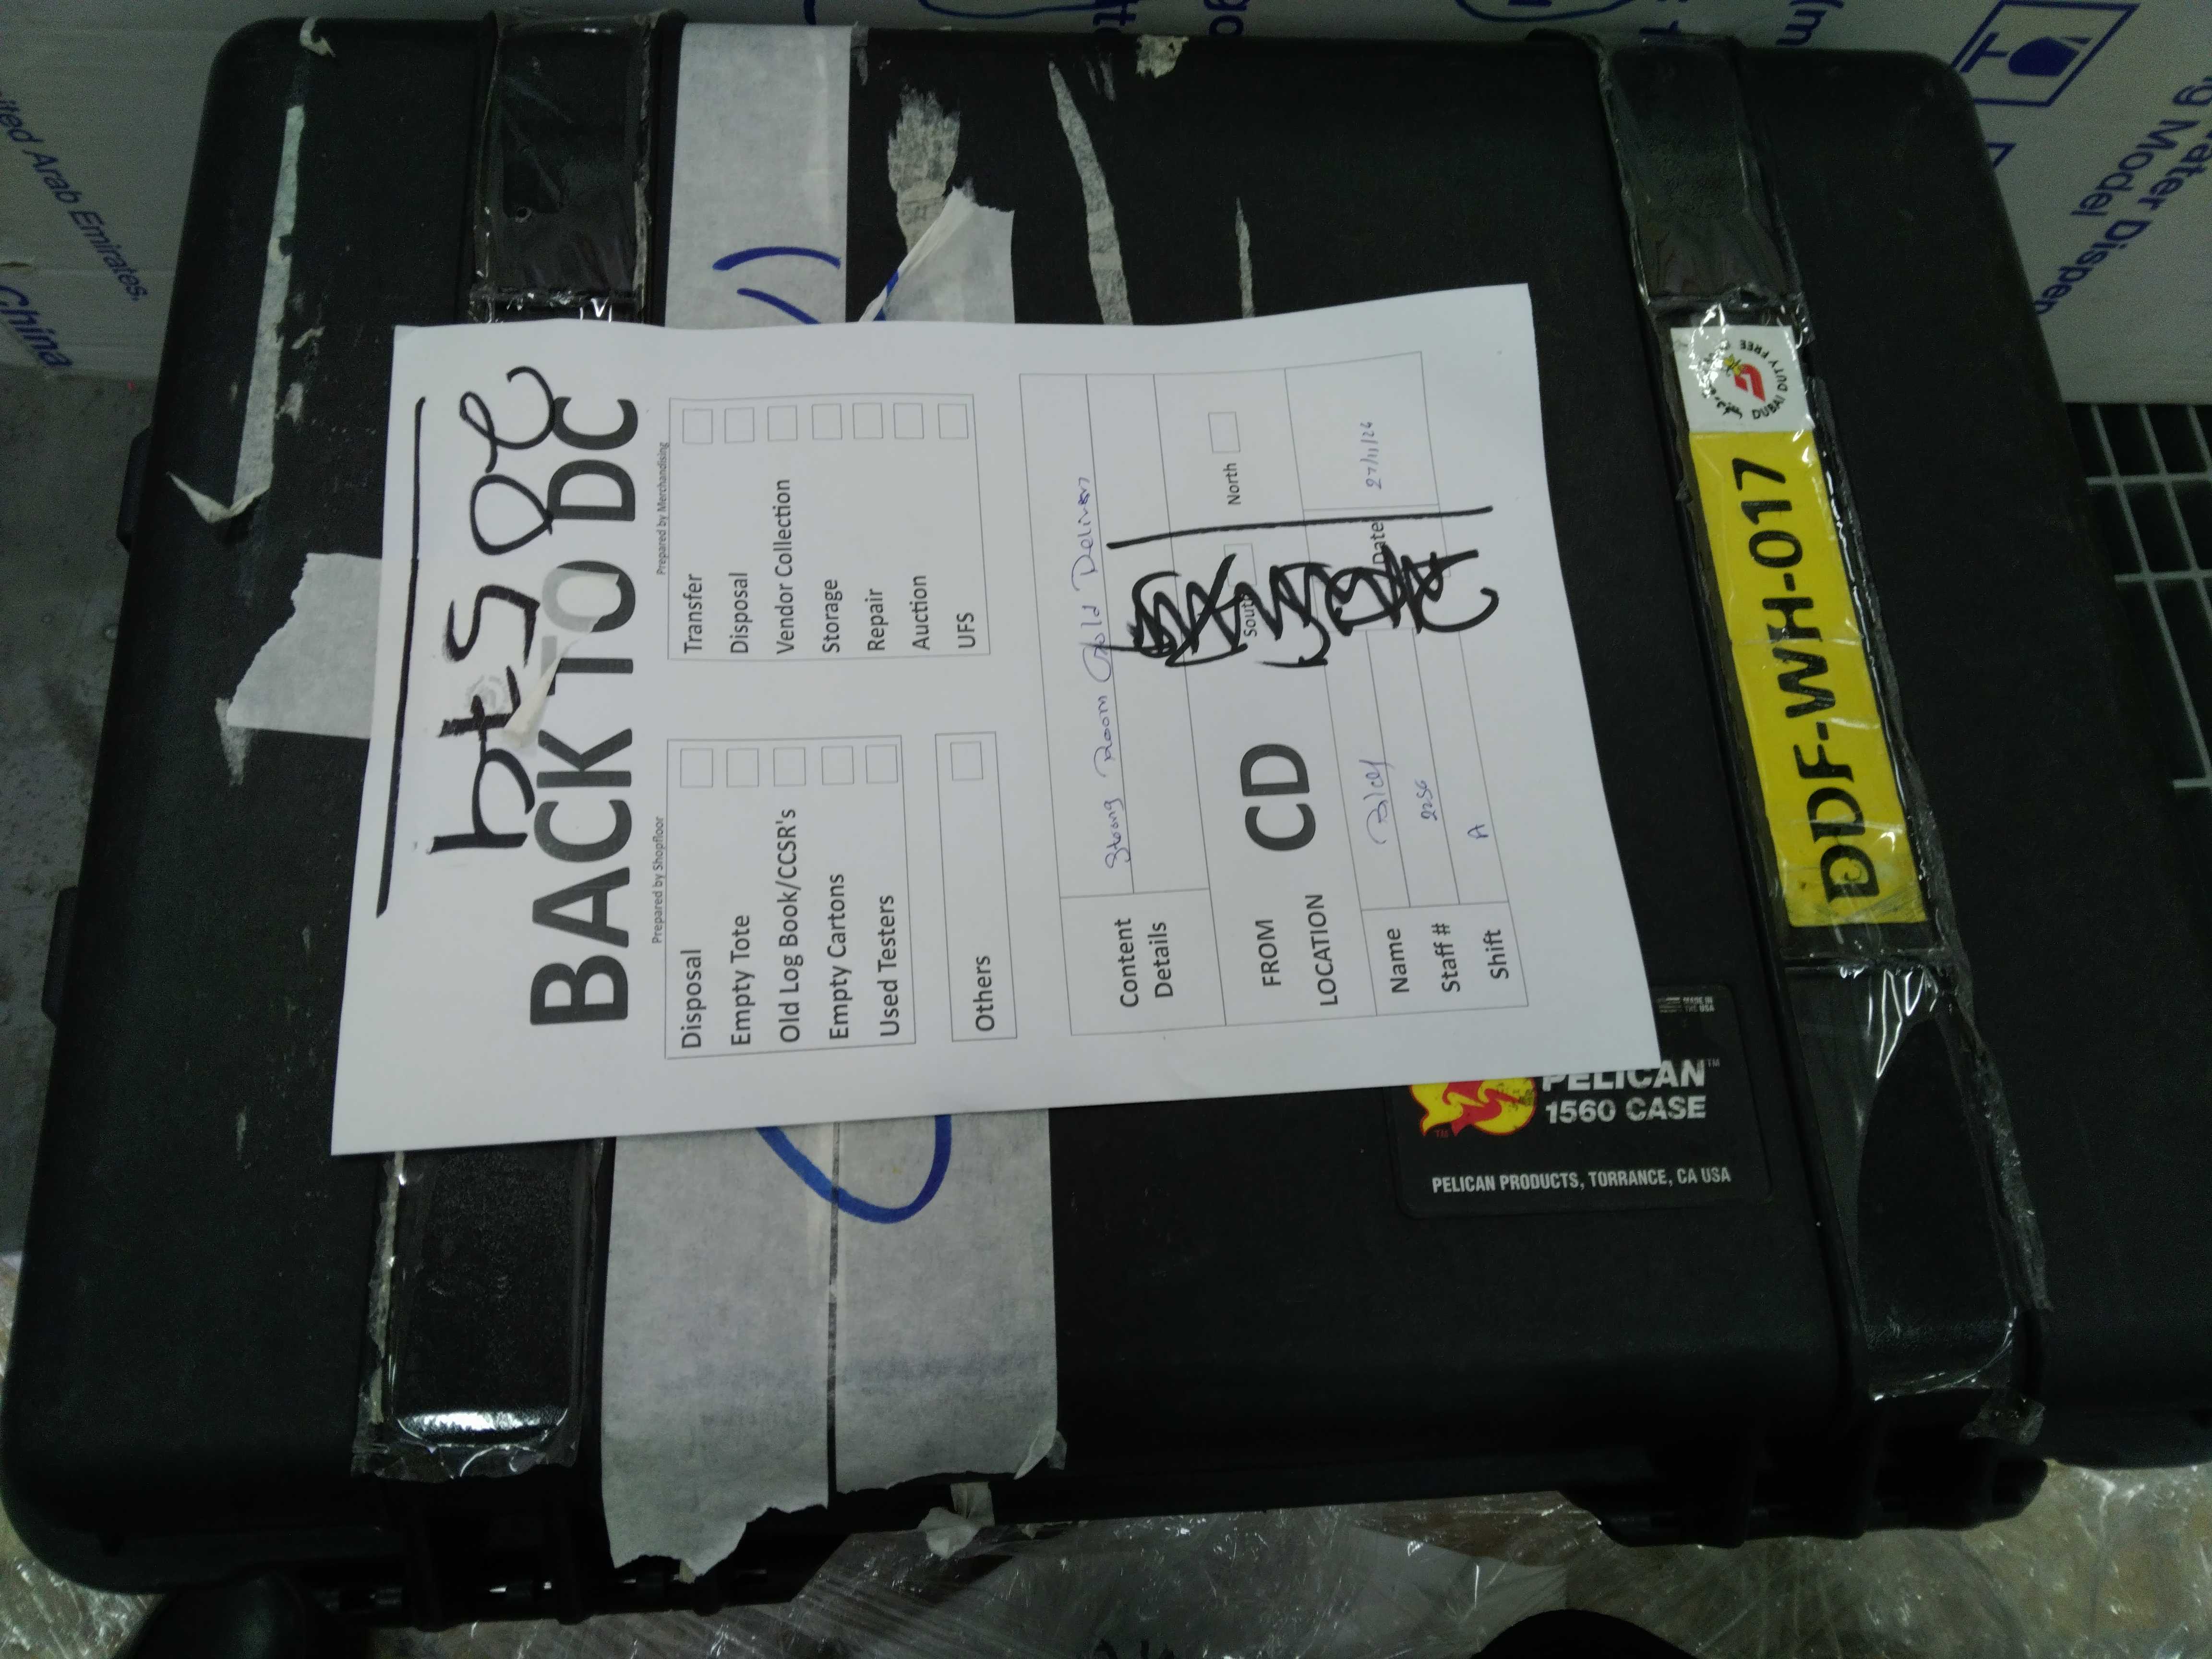 BACK TO DC
Prepared by Shopfloor
Prepared by Merchandising
Disposal
Empty Tote
Old Log Book/CCSR's
Empty Cartons
Used Testers
Others
Transfer
Disposal
Vendor Collection
Storage
Repair
Auction
UFS
Content Details
Strong Room Gold Delivery
FROM LOCATION
CD
South
North
Name
Staff # 2256
Shift A
Date 27/11/24
DDF-WH-017
DUBAI DUTY FREE
PELICAN™
1560 CASE
PELICAN PRODUCTS, TORRANCE, CA USA
MADE IN
THE USA
United Arab Emirates.
China
Model